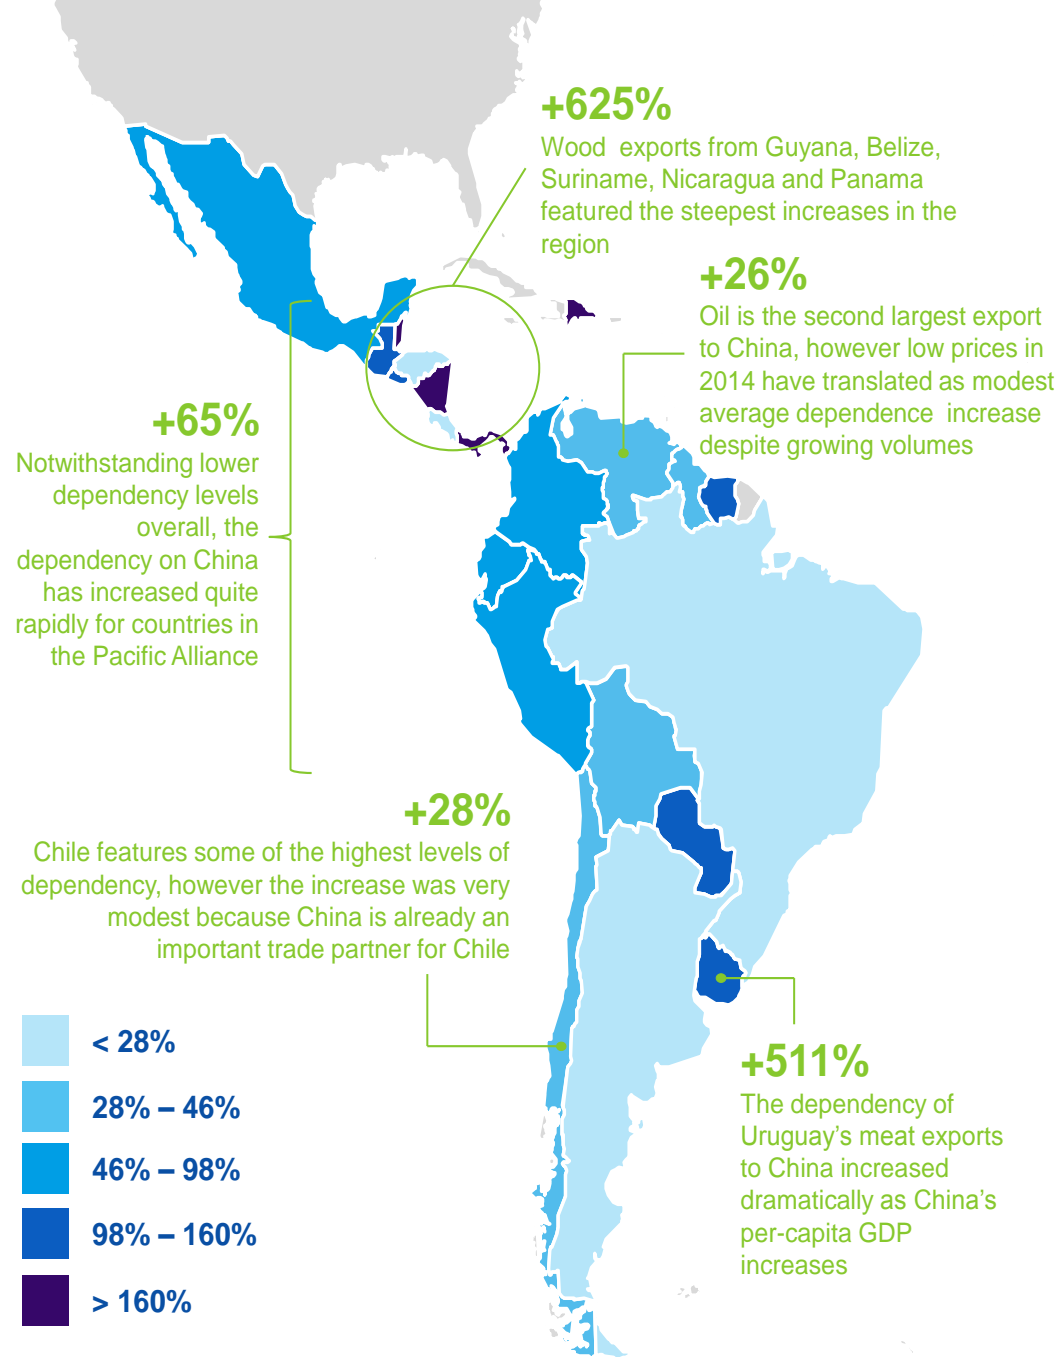 +625%
Wood exports from Guyana, Belize,
Suriname, Nicaragua and Panama
featured the steepest increases in the
region
+26%
Oil is the second largest export
to China, however low prices in
2014 have translated as modest
average dependence increase
despite growing volumes
+65%
Notwithstanding lower
dependency levels
overall, the
dependency on China
has increased quite
rapidly for countries in
the Pacific Alliance
+28%
Chile features some of the highest levels of
dependency, however the increase was very
modest because China is already an
important trade partner for Chile
< 28%
28% – 46%
46% – 98%
98% – 160%
> 160%
+511%
The dependency of
Uruguay's meat exports
to China increased
dramatically as China's
per-capita GDP
increases